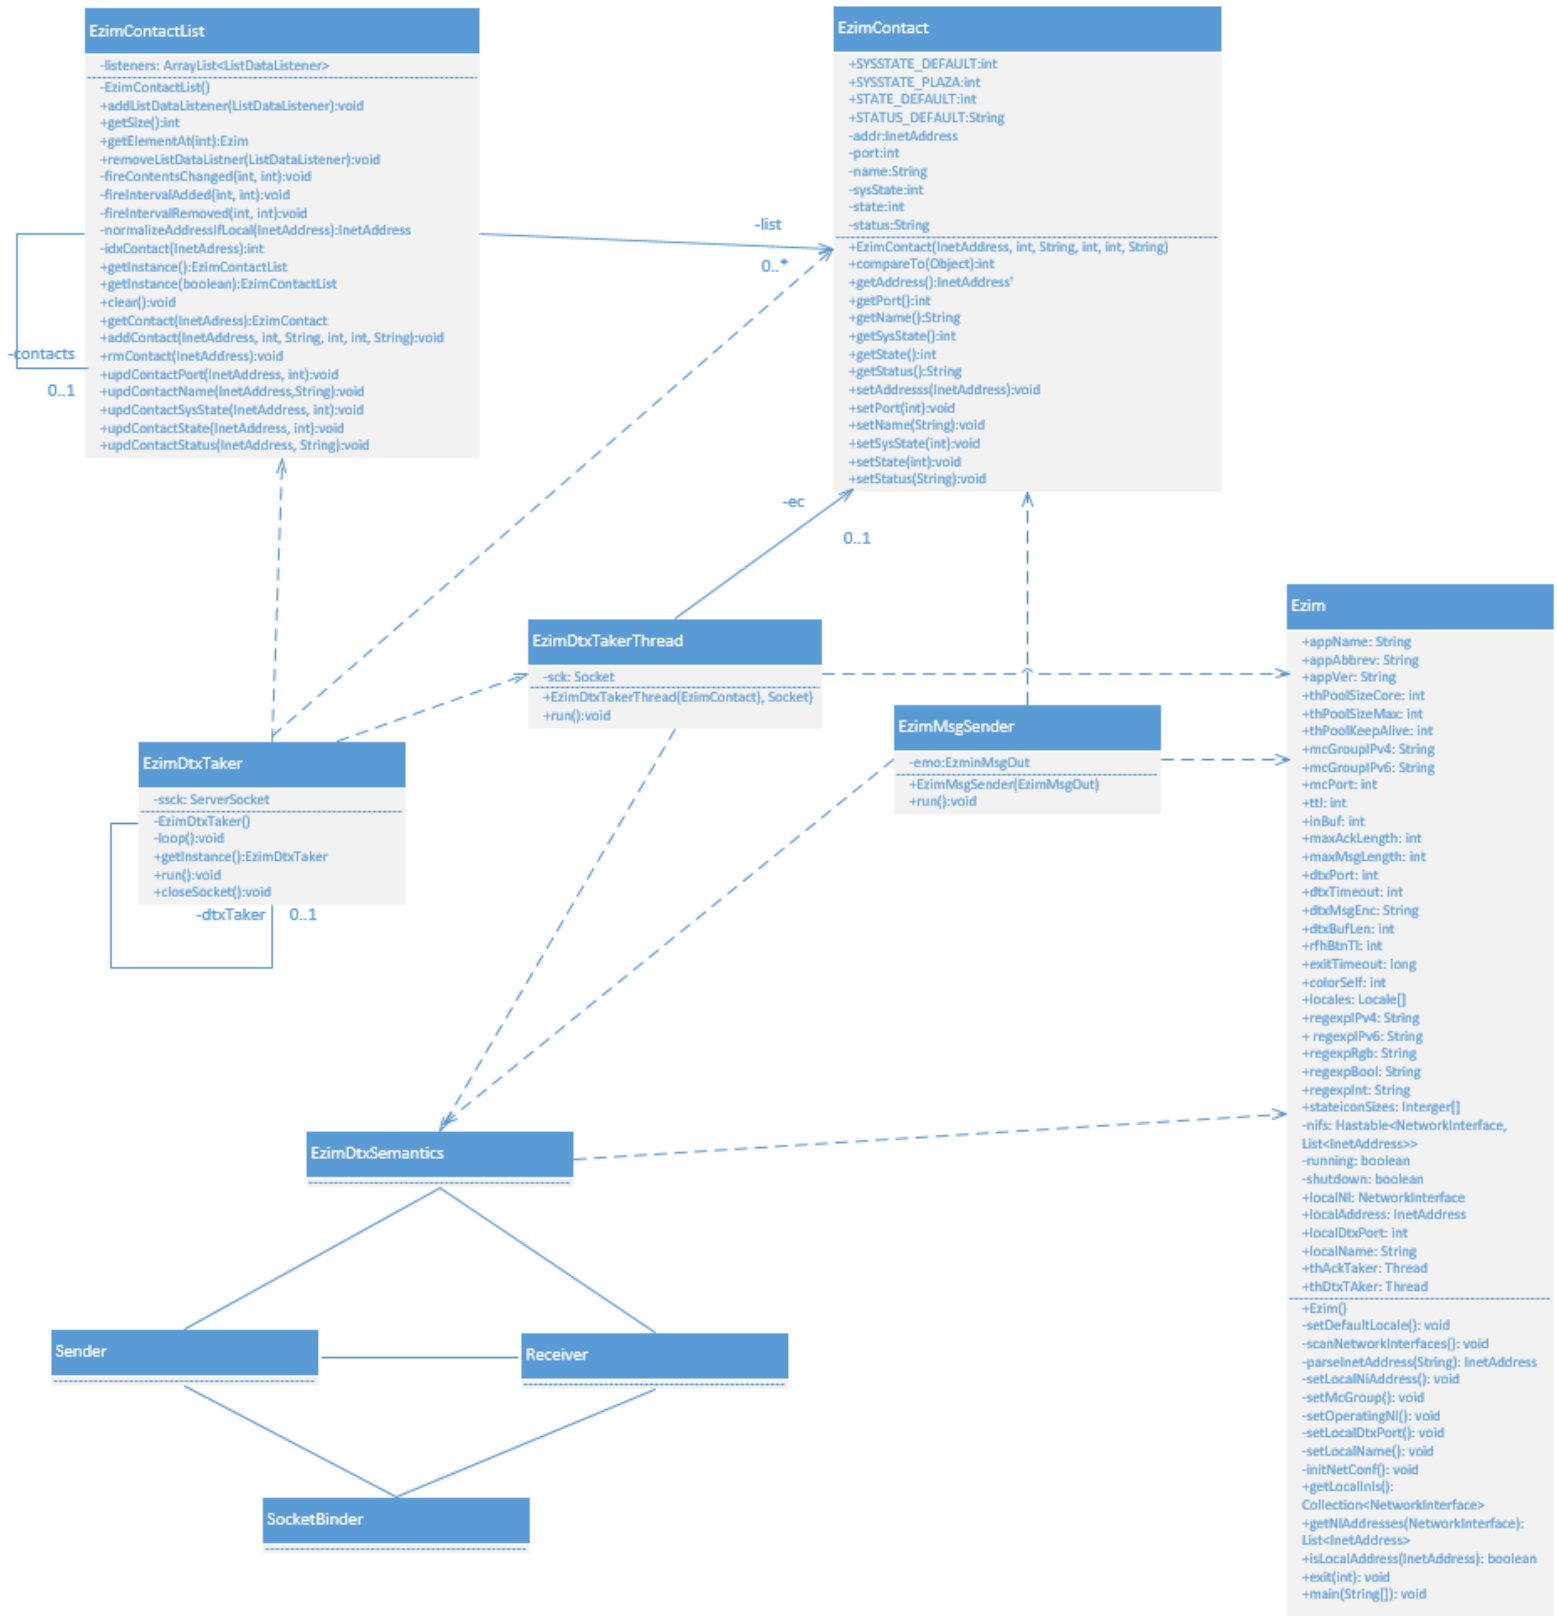 EzimContactList
-listeners: ArrayList<ListDataListener>
-EzimContactList()
+addListDataListener(ListDataListener):void
+getSize():int
+getElementAt(int):Ezim
+removeListDataListner(ListDataListener):void
-fireContentsChanged(int, int):void
-fireIntervalAdded(int, int):void
-fireIntervalRemoved(int, int):void
-normalizeAddressIfLocal(InetAddress):InetAddress
-idxContact(InetAdress):int
+getInstance():EzimContactList
+getInstance(boolean):EzimContactList
+clear():void
+getContact(InetAdress):EzimContact
+addContact(InetAddress, int, String, int, int, String):void
+rmContact(InetAddress):void
+updContactPort(InetAddress, int):void
+updContactName(InetAddress,String):void
+updContactSysState(InetAddress, int):void
+updContactState(InetAddress, int):void
+updContactStatus(InetAddress, String):void
-contacts
0..1
-list
0..*
EzimContact
+SYSSTATE_DEFAULT:int
+SYSSTATE_PLAZA:int
+STATE_DEFAULT:int
+STATUS_DEFAULT:String
-addr:InetAddress
-port:int
-name:String
-sysState:int
-state:int
-status:String
+EzimContact(InetAddress, int, String, int, int, String)
+compareTo(Object):int
+getAddress():InetAddress'
+getPort():int
+getName():String
+getSysState():int
+getState():int
+getStatus():String
+setAddresss(InetAddress):void
+setPort(int):void
+setName(String):void
+setSysState(int):void
+setState(int):void
+setStatus(String):void
-ec
0..1
EzimDtxTakerThread
-sck: Socket
+EzimDtxTakerThread(EzimContact), Socket)
+run():void
EzimMsgSender
-emo:EzminMsgOut
+EzimMsgSender(EzimMsgOut)
+run():void
EzimDtxTaker
-ssck: ServerSocket
-EzimDtxTaker()
-loop():void
+getInstance():EzimDtxTaker
+run():void
+closeSocket():void
-dtxTaker
0..1
Ezim
+appName: String
+appAbbrev: String
+appVer: String
+thPoolSizeCore: int
+thPoolSizeMax: int
+thPoolKeepAlive: int
+mcGroupIPv4: String
+mcGroupIPv6: String
+mcPort: int
+ttl: int
+inBuf: int
+maxAckLength: int
+maxMsgLength: int
+dtxPort: int
+dtxTimeout: int
+dtxMsgEnc: String
+dtxBufLen: int
+rfhBtnTl: int
+exitTimeout: long
+colorSelf: int
+locales: Locale[]
+regexpIPv4: String
+ regexpIPv6: String
+regexpRgb: String
+regexpBool: String
+regexpInt: String
+stateiconSizes: Interger[]
-nifs: Hastable<NetworkInterface,
List<InetAddress>>
-running: boolean
-shutdown: boolean
+localNI: NetworkInterface
+localAddress: InetAddress
+localDtxPort: int
+localName: String
+thAckTaker: Thread
+thDtxTAker: Thread
+Ezim()
-setDefaultLocale(): void
-scanNetworkInterfaces(): void
-parseInetAddress(String): InetAddress
-setLocalNiAddress(): void
-setMcGroup(): void
-setOperatingNI(): void
-setLocalDtxPort(): void
-setLocalName(): void
-initNetConf(): void
+getLocalInls():
Collection<NetworkInterface>
+getNIAddresses(NetworkInterface):
List<InetAddress>
+isLocalAddress(InetAddress): boolean
+exit(int): void
+main(String[]): void
EzimDtxSemantics
Sender
Receiver
SocketBinder